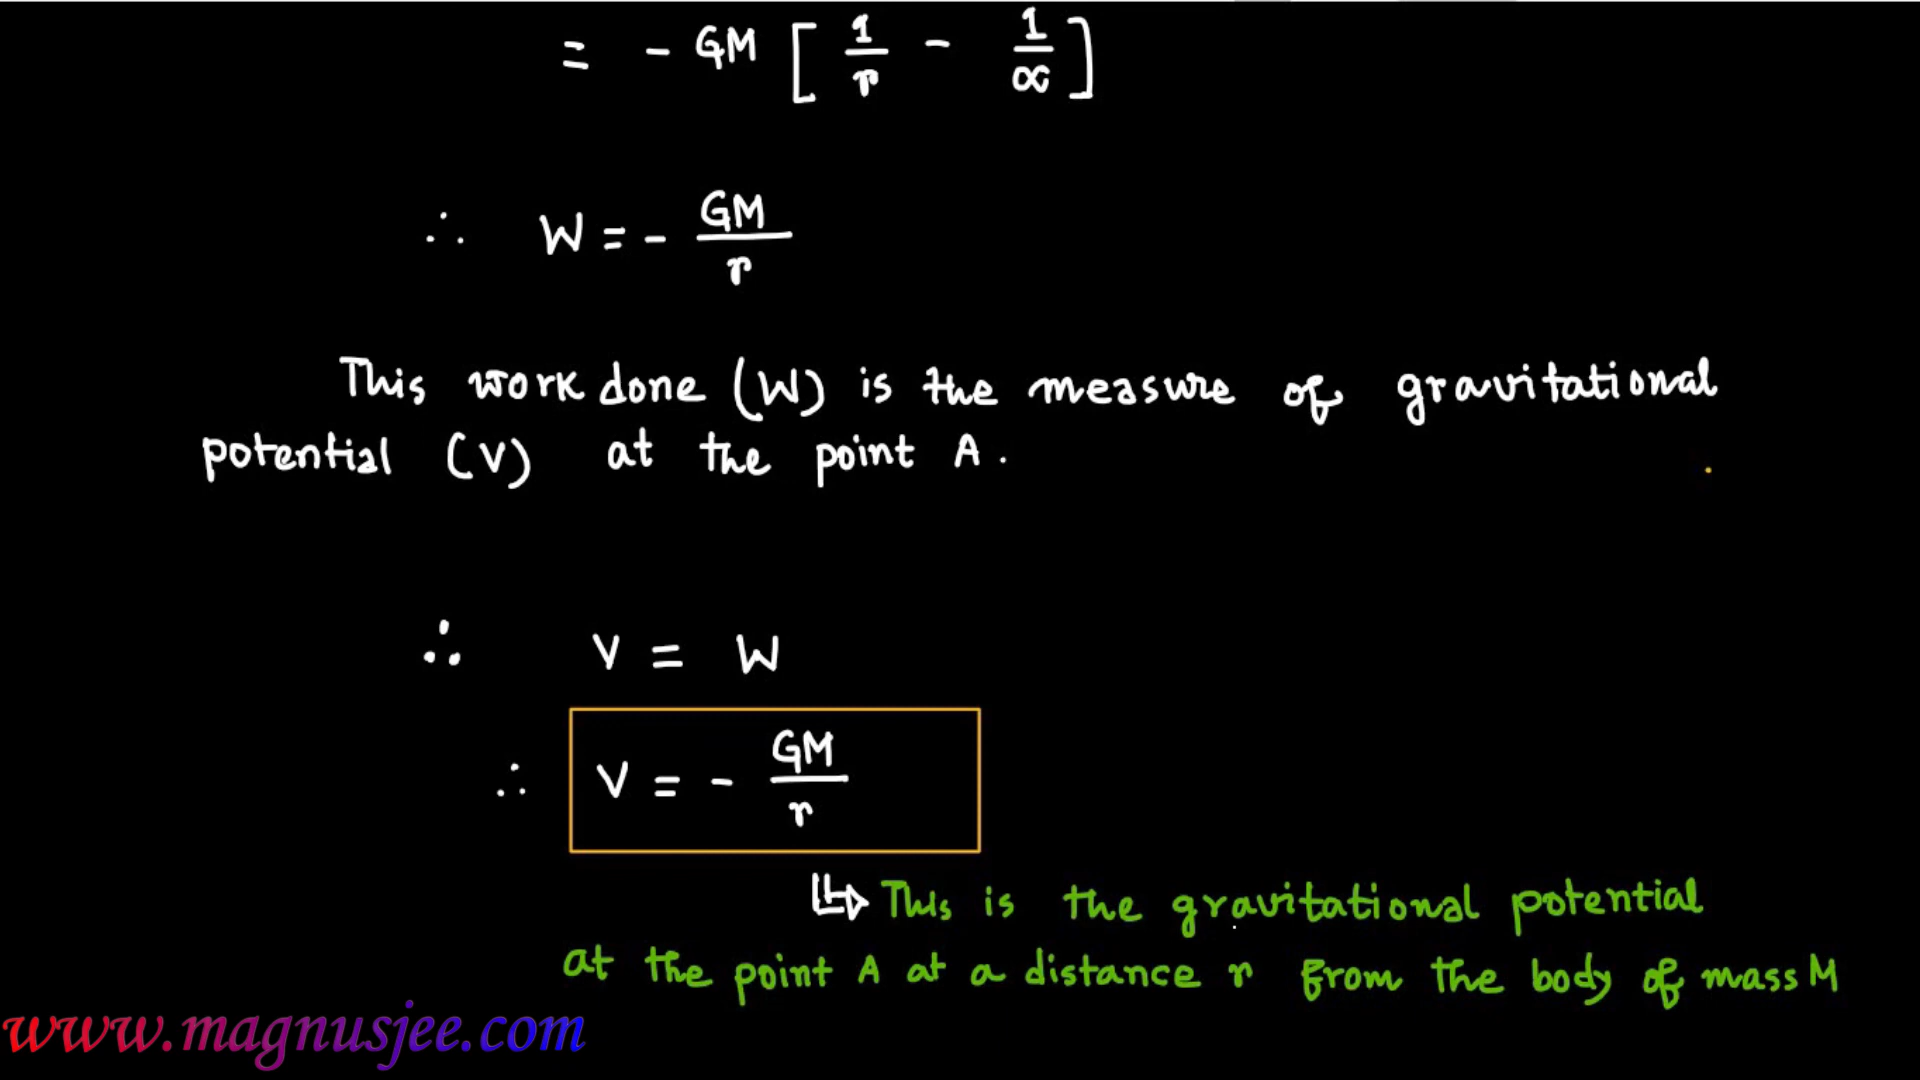 = - GM [ 1/r - 1/∞ ]
∴ W = - GM/r
This work done (W) is the measure of gravitational
potential (V) at the point A.
∴ V = W
∴ V = - GM/r
This is the gravitational potential
at the point A at a distance r from the body of mass M
www.magnusjee.com